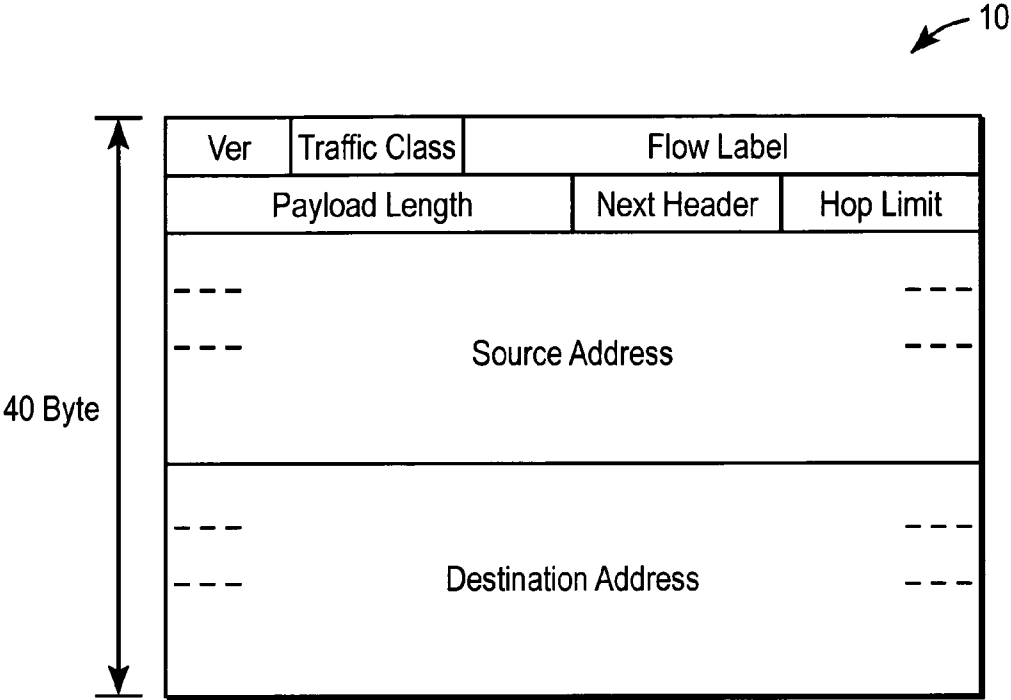 10
Ver Traffic Class Flow Label
Payload Length Next Header Hop Limit
Source Address
40 Byte
Destination Address